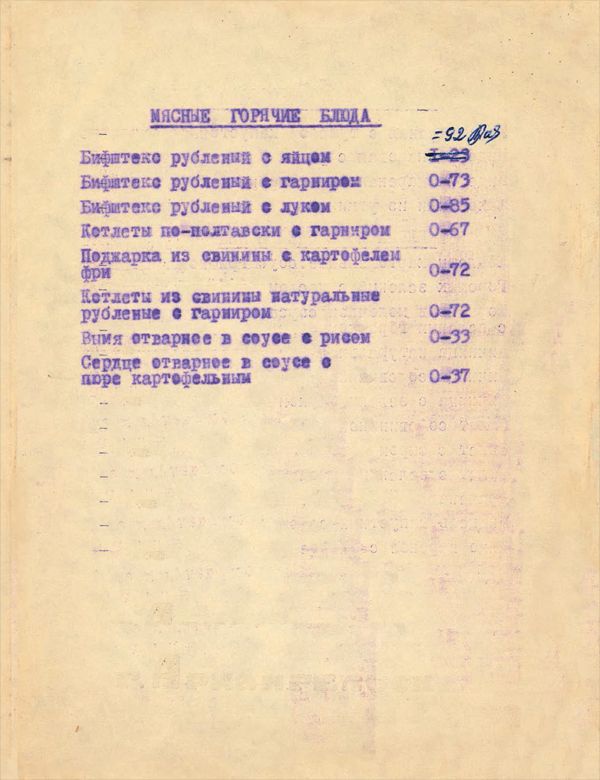 МЯСНЫЕ ГОРЯЧИЕ БЛЮДА
=92
Бифштекс рубленый с яйцом 1-23
Бифштекс рубленый с гарниром 0-73
Бифштекс рубленый с луком 0-85
Котлеты по-полтавски с гарниром 0-67
Поджарка из свинины с картофелем
фри 0-72
Котлеты из свинины натуральные
рубленые с гарниром 0-72
Вымя отварное в соусе с рисом 0-33
Сердце отварное в соусе с
пюре картофельным 0-37